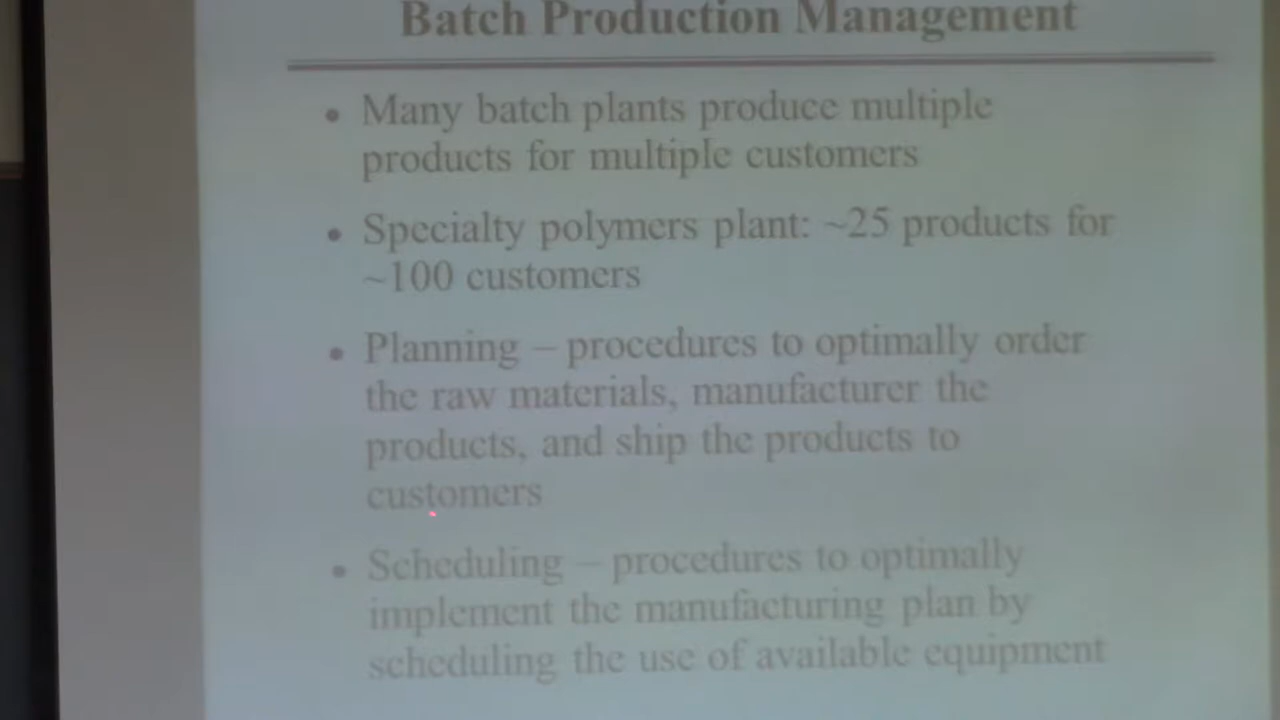 Batch Production Management
• Many batch plants produce multiple
products for multiple customers
• Specialty polymers plant: ~25 products for
~100 customers
• Planning – procedures to optimally order
the raw materials, manufacturer the
products, and ship the products to
customers
• Scheduling – procedures to optimally
implement the manufacturing plan by
scheduling the use of available equipment